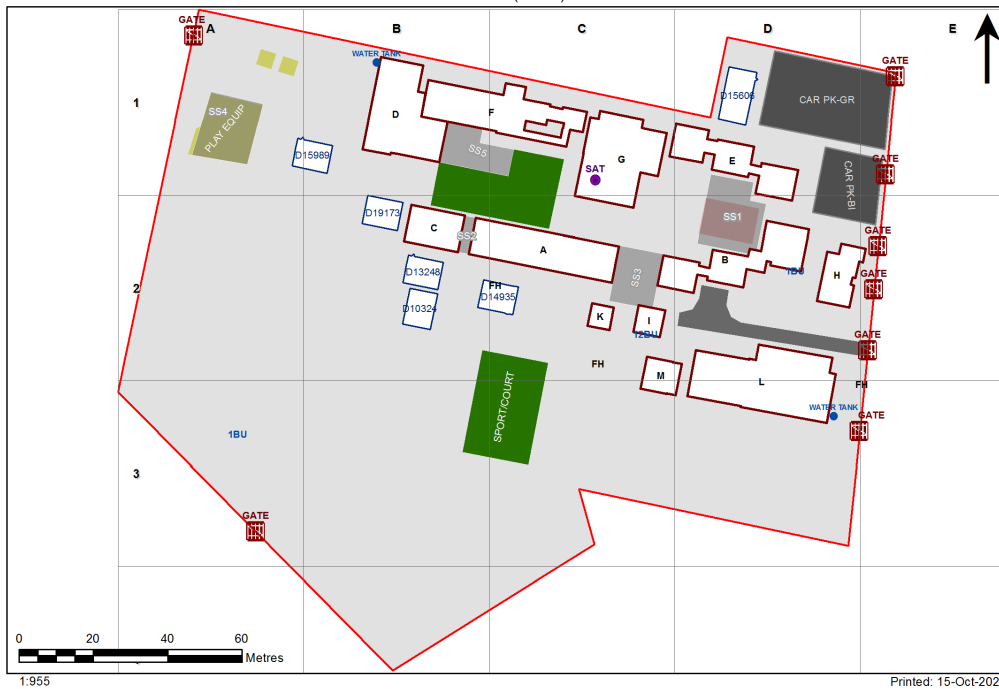 GATE
A
B
C
D
E
WATER TANK
GATE
1
D15606
CAR PK-GR
SS4
PLAY EQUIP
D
F
SS5
D15989
G
E
SAT
GATE
CAR PK-BI
D19173
C
SS2
A
SS1
GATE
B
D13248
FH
D14935
SS3
1BU
H
GATE
2
D10324
K
I
12BU
GATE
FH
M
L
FH
SPORT/COURT
WATER TANK
GATE
1BU
3
GATE
0 20 40 60
Metres
1:955
Printed: 15-Oct-202